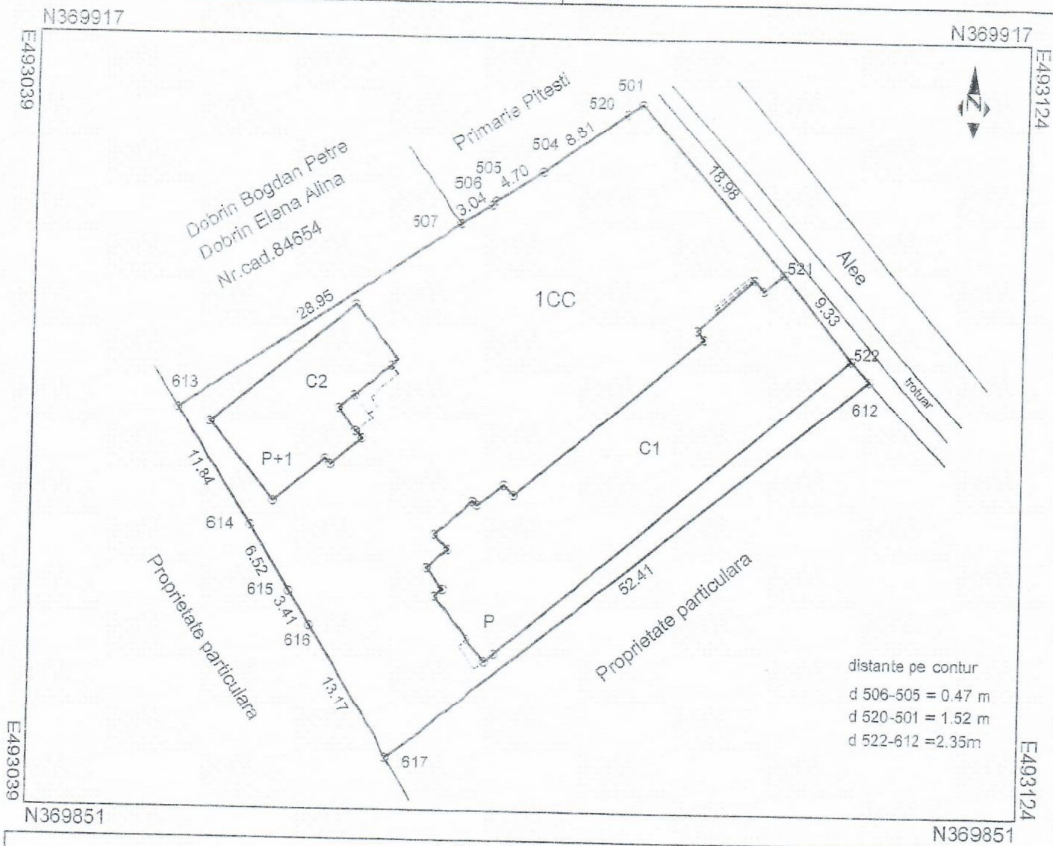 N369917
N369917
E493039
E493124
501
520
Primaria Pitesti
8.81
504
505
4.70
506
3.04
507
Dobrin Bogdan Petre
Dobrin Elena Alina
Nr.cad.84654
28.95
18.98
Alee
521
1CC
9.33
522
trotuar
612
613
C2
P+1
C1
11.84
614
6.52
615
3.41
616
Proprietate particulara
13.17
P
52.41
Proprietate particulara
617
distante pe contur
d 506-505 = 0.47 m
d 520-501 = 1.52 m
d 522-612 =2.35m
E493039
E493124
N369851
N369851